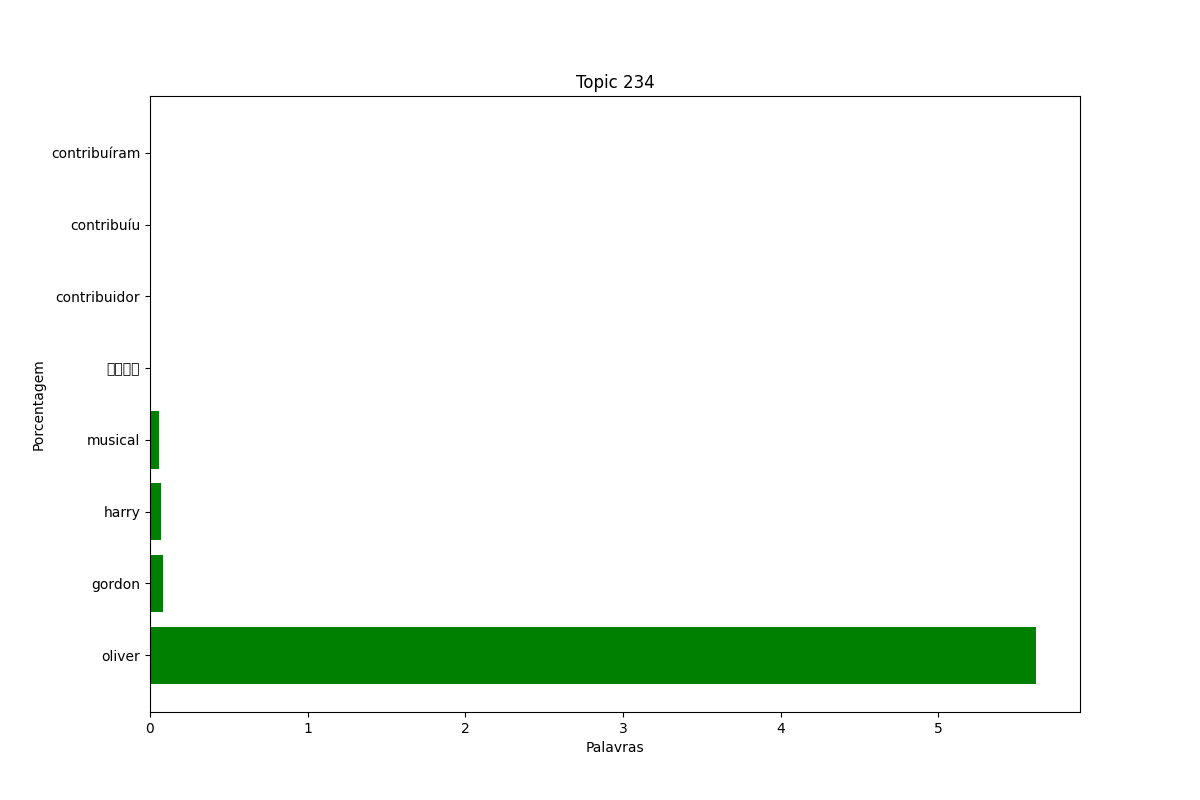 Topic 234
contribuíram
contribuíu
contribuidor
musical
harry
gordon
oliver
Porcentagem
0 1 2 3 4 5
Palavras